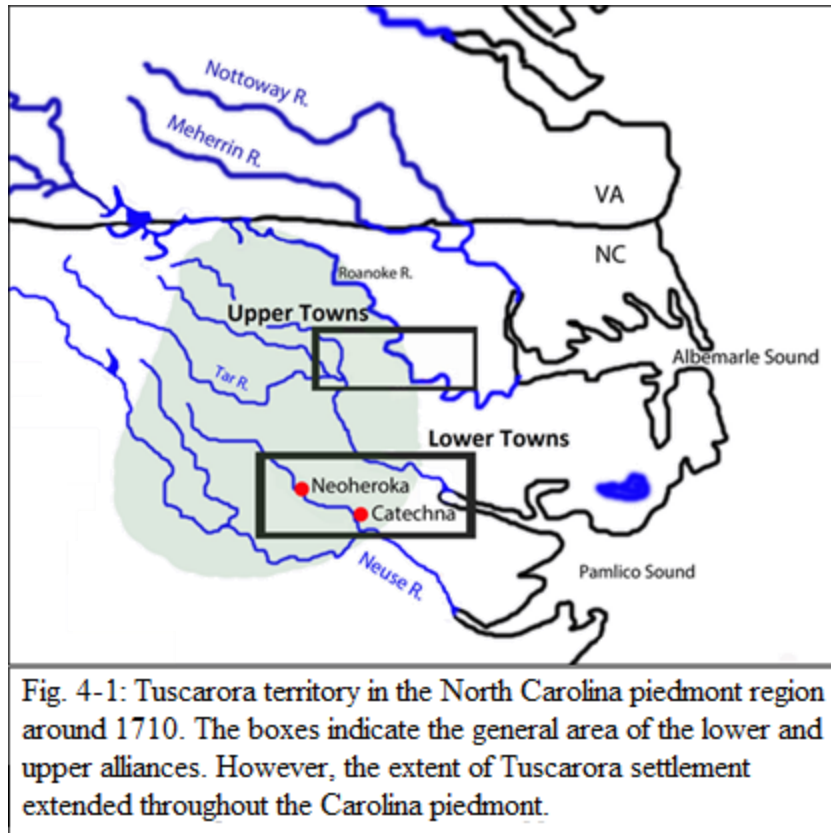 Nottoway R.
Meherrin R.
VA
NC
Roanoke R.
Upper Towns
Albemarle Sound
Tar R.
Lower Towns
Neoheroka
Catechna
Neuse R.
Pamlico Sound
Fig. 4-1: Tuscarora territory in the North Carolina piedmont region
around 1710. The boxes indicate the general area of the lower and
upper alliances. However, the extent of Tuscarora settlement
extended throughout the Carolina piedmont.